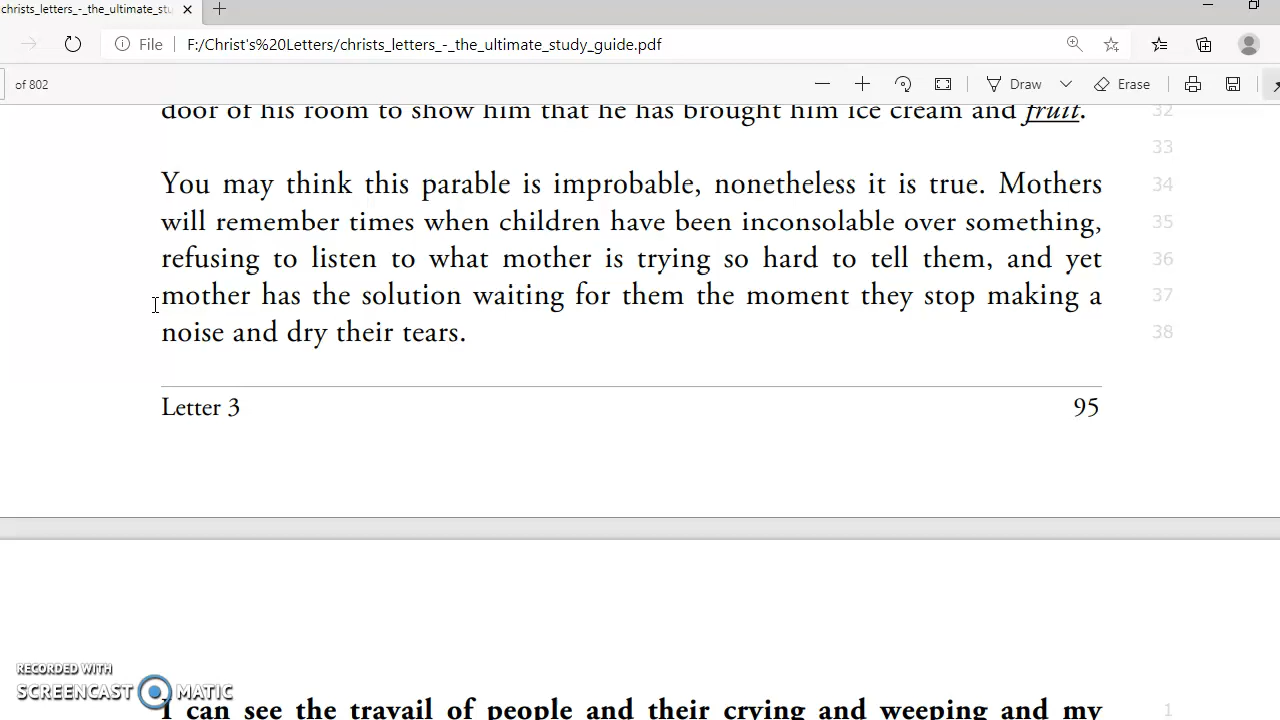 christs_letters_-_the_ultimate_stu
File F:/Christ's%20Letters/christs_letters_-_the_ultimate_study_guide.pdf
of 802 Draw Erase
door of his room to show him that he has brought him ice cream and fruit. 32
33
You may think this parable is improbable, nonetheless it is true. Mothers 34
will remember times when children have been inconsolable over something, 35
refusing to listen to what mother is trying so hard to tell them, and yet 36
mother has the solution waiting for them the moment they stop making a 37
noise and dry their tears. 38
Letter 3 95
RECORDED WITH
SCREENCAST MATIC
I can see the travail of people and their crying and weeping and my 1